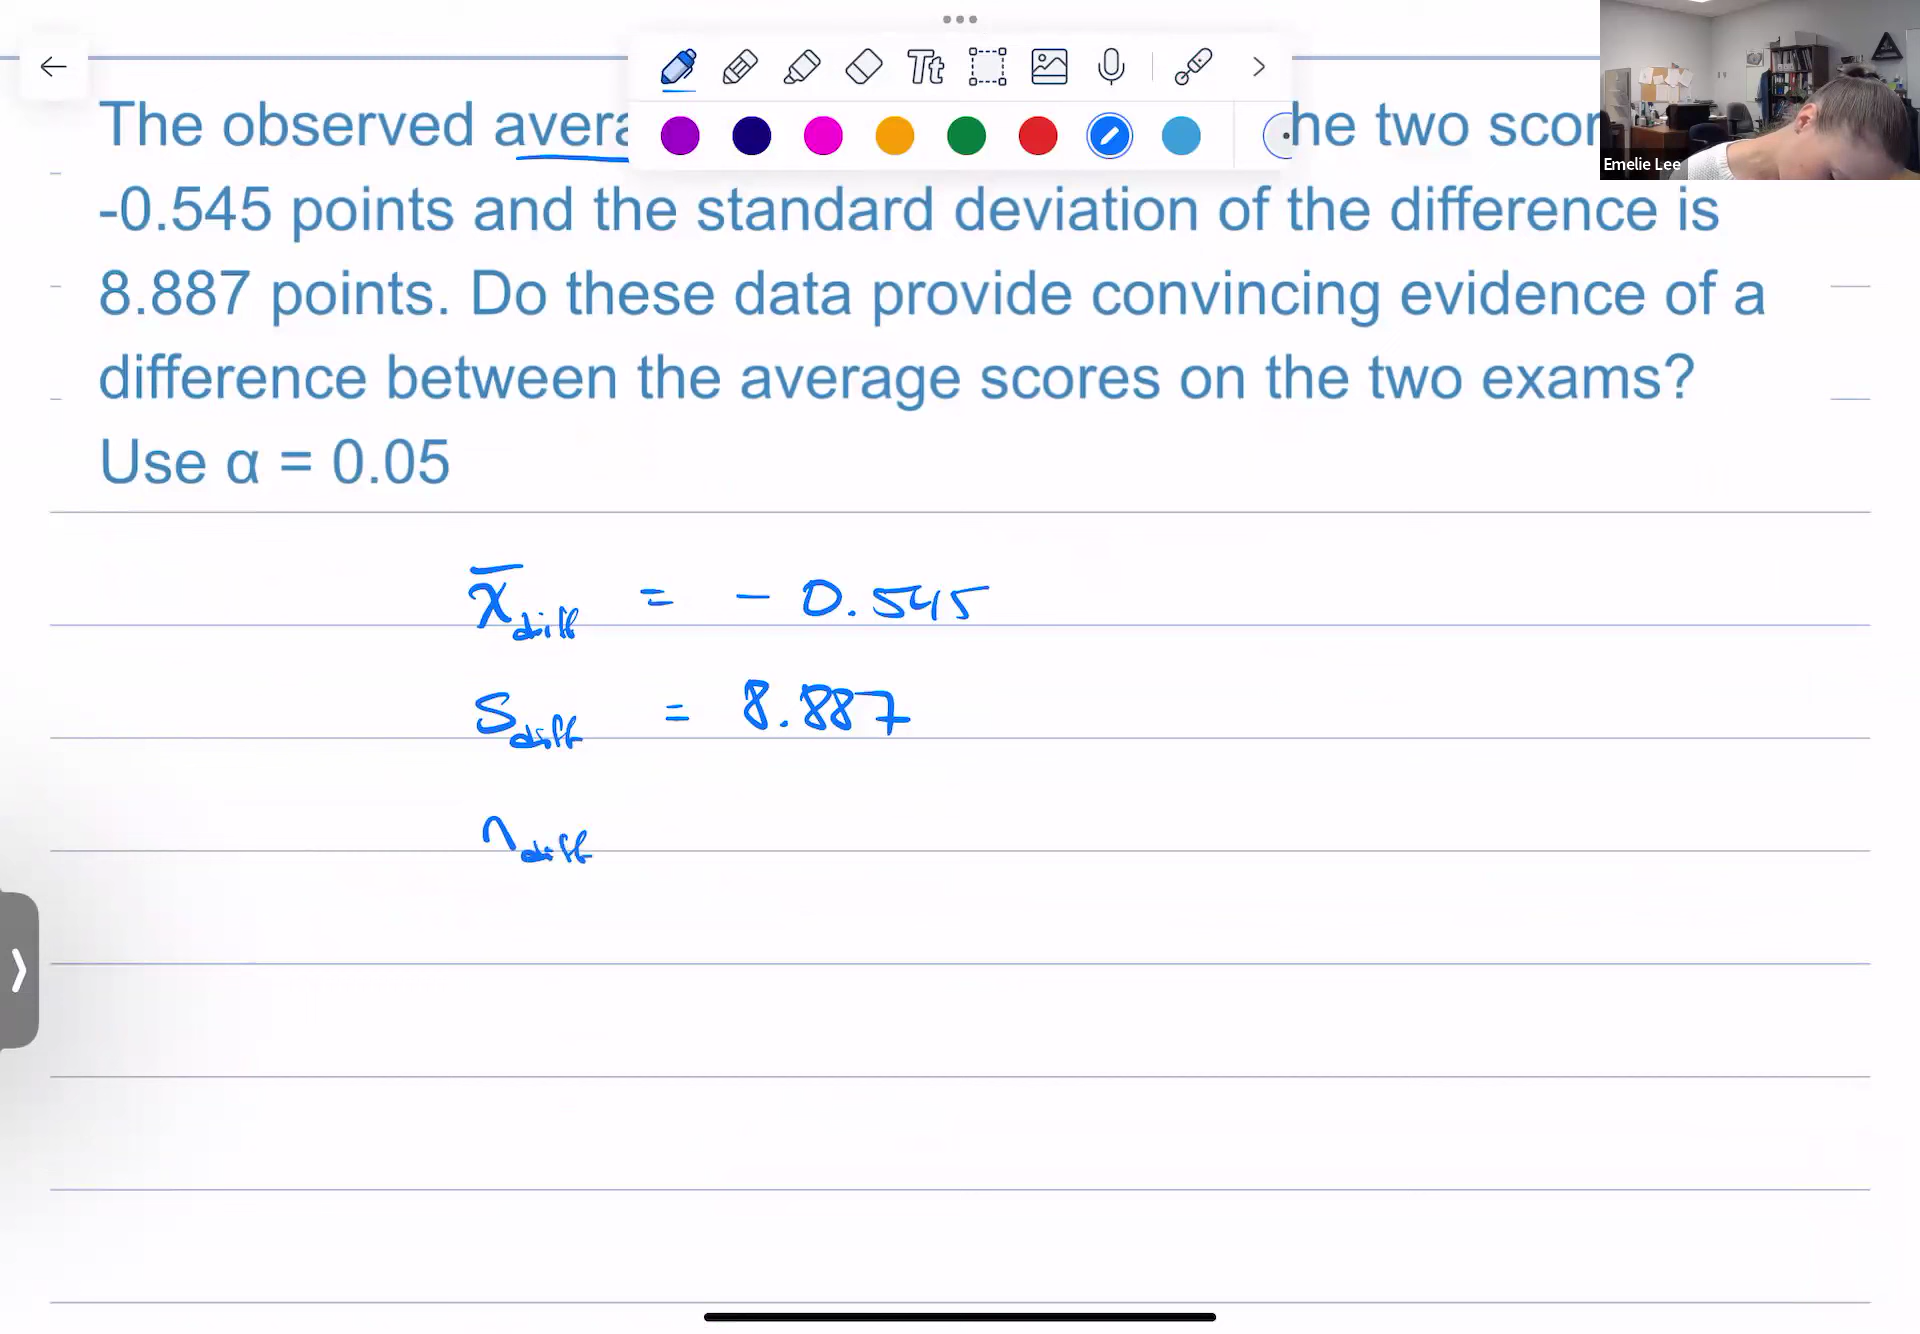 Tt
The observed avera he two scor
Emelie Lee
-0.545 points and the standard deviation of the difference is
8.887 points. Do these data provide convincing evidence of a
difference between the average scores on the two exams?
Use α = 0.05
x̄diff = - 0.545
Sdiff = 8.887
ndiff